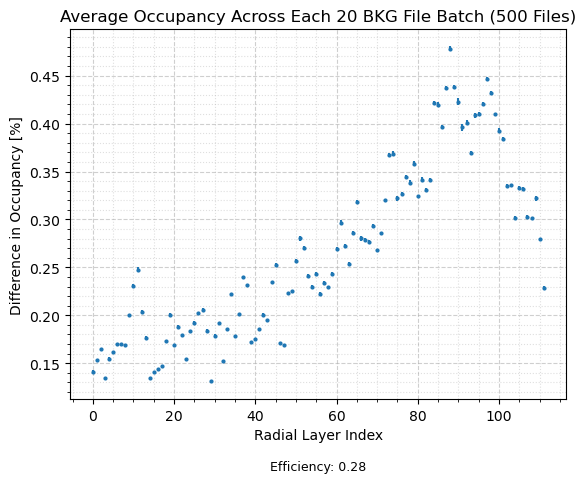 Average Occupancy Across Each 20 BKG File Batch (500 Files)
Difference in Occupancy [%]
0.45
0.40
0.35
0.30
0.25
0.20
0.15
0 20 40 60 80 100
Radial Layer Index
Efficiency: 0.28